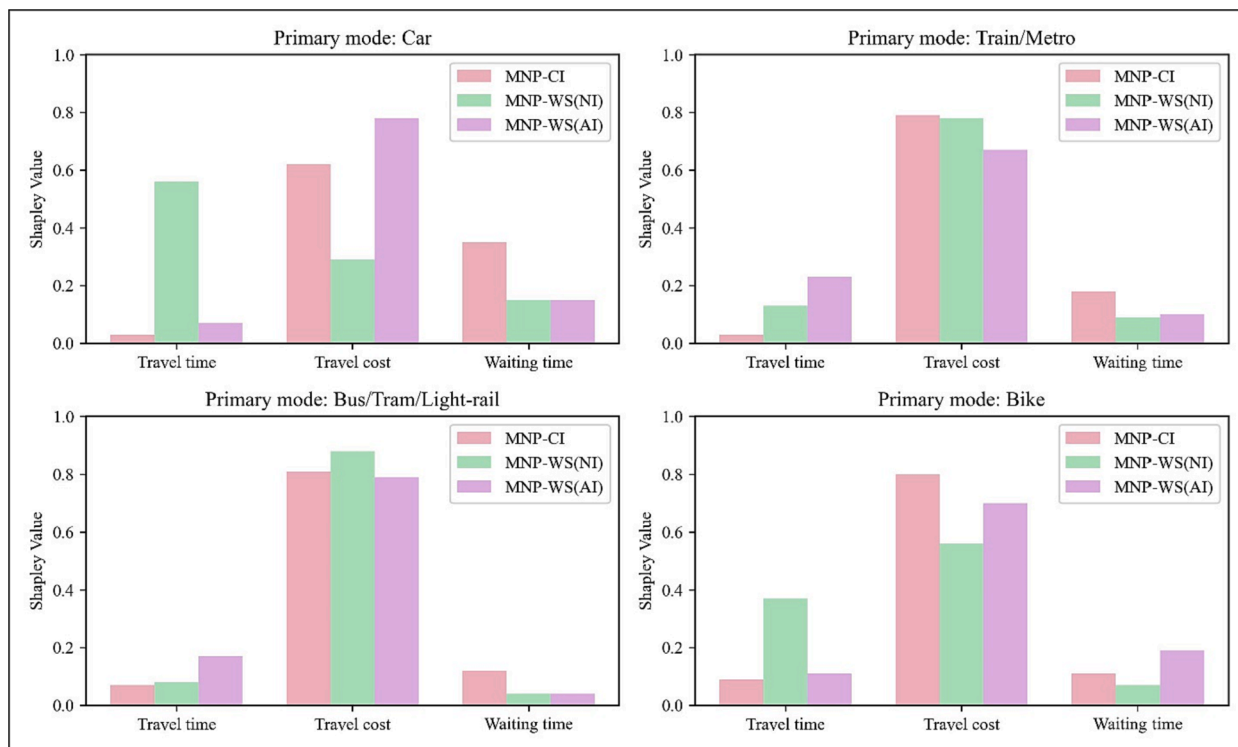 Primary mode: Car
1.0
0.8
0.6
0.4
0.2
0.0
Shapley Value
MNP-CI
MNP-WS(NI)
MNP-WS(AI)
Travel time
Travel cost
Waiting time
Primary mode: Train/Metro
1.0
0.8
0.6
0.4
0.2
0.0
Shapley Value
MNP-CI
MNP-WS(NI)
MNP-WS(AI)
Travel time
Travel cost
Waiting time
Primary mode: Bus/Tram/Light-rail
1.0
0.8
0.6
0.4
0.2
0.0
Shapley Value
MNP-CI
MNP-WS(NI)
MNP-WS(AI)
Travel time
Travel cost
Waiting time
Primary mode: Bike
1.0
0.8
0.6
0.4
0.2
0.0
Shapley Value
MNP-CI
MNP-WS(NI)
MNP-WS(AI)
Travel time
Travel cost
Waiting time